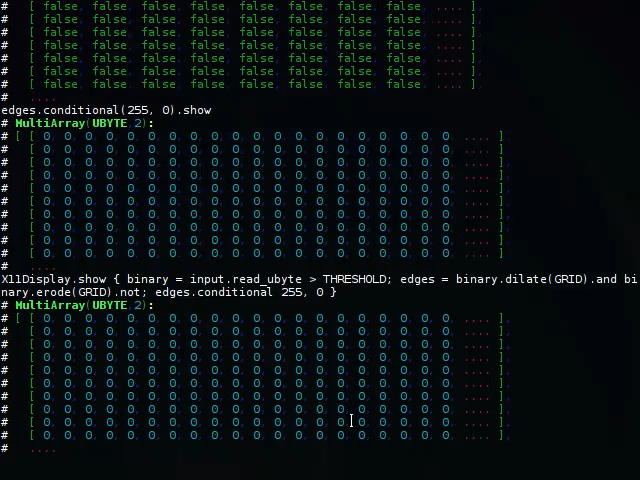 # [ false, false, false, false, false, false, false, false, .... ],
# [ false, false, false, false, false, false, false, false, .... ],
# [ false, false, false, false, false, false, false, false, .... ],
# [ false, false, false, false, false, false, false, false, .... ],
# [ false, false, false, false, false, false, false, false, .... ],
# [ false, false, false, false, false, false, false, false, .... ],
# [ false, false, false, false, false, false, false, false, .... ],
# ....
edges.conditional(255, 0).show
# MultiArray(UBYTE,2):
# [ [ 0, 0, 0, 0, 0, 0, 0, 0, 0, 0, 0, 0, 0, 0, 0, 0, 0, 0, 0, 0, .... ],
# [ 0, 0, 0, 0, 0, 0, 0, 0, 0, 0, 0, 0, 0, 0, 0, 0, 0, 0, 0, 0, .... ],
# [ 0, 0, 0, 0, 0, 0, 0, 0, 0, 0, 0, 0, 0, 0, 0, 0, 0, 0, 0, 0, .... ],
# [ 0, 0, 0, 0, 0, 0, 0, 0, 0, 0, 0, 0, 0, 0, 0, 0, 0, 0, 0, 0, .... ],
# [ 0, 0, 0, 0, 0, 0, 0, 0, 0, 0, 0, 0, 0, 0, 0, 0, 0, 0, 0, 0, .... ],
# [ 0, 0, 0, 0, 0, 0, 0, 0, 0, 0, 0, 0, 0, 0, 0, 0, 0, 0, 0, 0, .... ],
# [ 0, 0, 0, 0, 0, 0, 0, 0, 0, 0, 0, 0, 0, 0, 0, 0, 0, 0, 0, 0, .... ],
# [ 0, 0, 0, 0, 0, 0, 0, 0, 0, 0, 0, 0, 0, 0, 0, 0, 0, 0, 0, 0, .... ],
# [ 0, 0, 0, 0, 0, 0, 0, 0, 0, 0, 0, 0, 0, 0, 0, 0, 0, 0, 0, 0, .... ],
# [ 0, 0, 0, 0, 0, 0, 0, 0, 0, 0, 0, 0, 0, 0, 0, 0, 0, 0, 0, 0, .... ],
# ....
X11Display.show { binary = input.read_ubyte > THRESHOLD; edges = binary.dilate(GRID).and bi
nary.erode(GRID).not; edges.conditional 255, 0 }
# MultiArray(UBYTE,2):
# [ [ 0, 0, 0, 0, 0, 0, 0, 0, 0, 0, 0, 0, 0, 0, 0, 0, 0, 0, 0, 0, .... ],
# [ 0, 0, 0, 0, 0, 0, 0, 0, 0, 0, 0, 0, 0, 0, 0, 0, 0, 0, 0, 0, .... ],
# [ 0, 0, 0, 0, 0, 0, 0, 0, 0, 0, 0, 0, 0, 0, 0, 0, 0, 0, 0, 0, .... ],
# [ 0, 0, 0, 0, 0, 0, 0, 0, 0, 0, 0, 0, 0, 0, 0, 0, 0, 0, 0, 0, .... ],
# [ 0, 0, 0, 0, 0, 0, 0, 0, 0, 0, 0, 0, 0, 0, 0, 0, 0, 0, 0, 0, .... ],
# [ 0, 0, 0, 0, 0, 0, 0, 0, 0, 0, 0, 0, 0, 0, 0, 0, 0, 0, 0, 0, .... ],
# [ 0, 0, 0, 0, 0, 0, 0, 0, 0, 0, 0, 0, 0, 0, 0, 0, 0, 0, 0, 0, .... ],
# [ 0, 0, 0, 0, 0, 0, 0, 0, 0, 0, 0, 0, 0, 0, 0, 0, 0, 0, 0, 0, .... ],
# [ 0, 0, 0, 0, 0, 0, 0, 0, 0, 0, 0, 0, 0, 0, 0, 0, 0, 0, 0, 0, .... ],
# [ 0, 0, 0, 0, 0, 0, 0, 0, 0, 0, 0, 0, 0, 0, 0, 0, 0, 0, 0, 0, .... ],
# ....